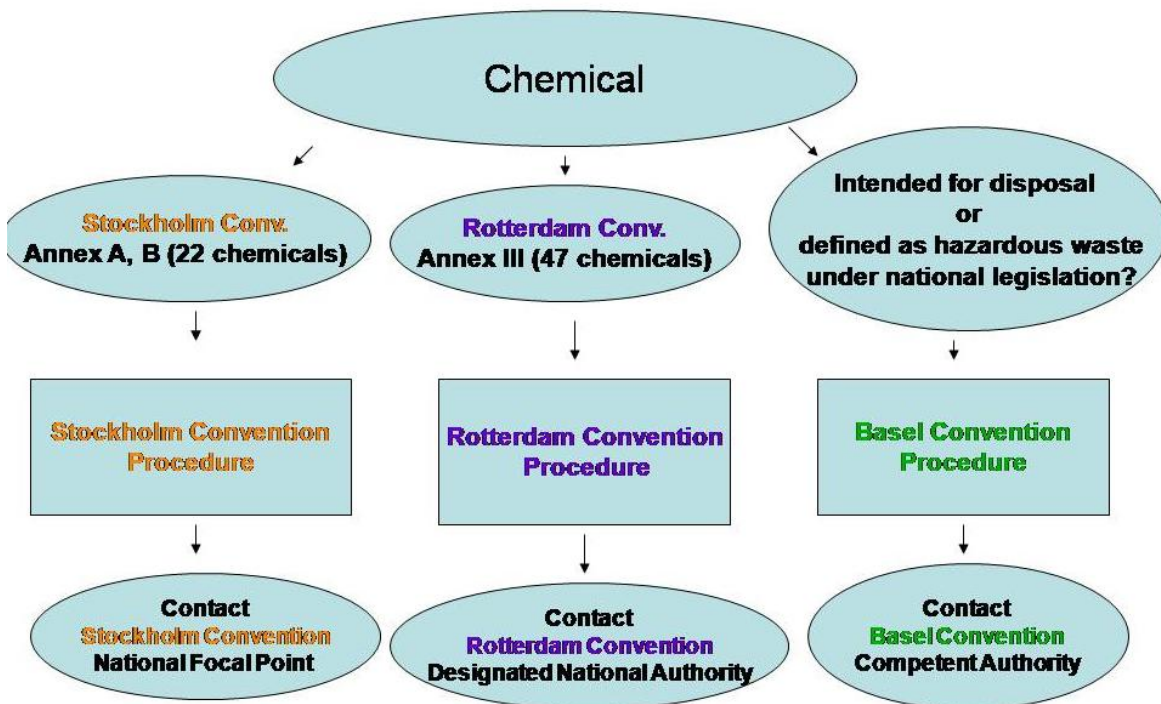 Chemical
Stockholm Conv.
Annex A, B (22 chemicals)
Rotterdam Conv.
Annex III (47 chemicals)
Intended for disposal
or
defined as hazardous waste
under national legislation?
Stockholm Convention
Procedure
Rotterdam Convention
Procedure
Basel Convention
Procedure
Contact
Stockholm Convention
National Focal Point
Contact
Rotterdam Convention
Designated National Authority
Contact
Basel Convention
Competent Authority